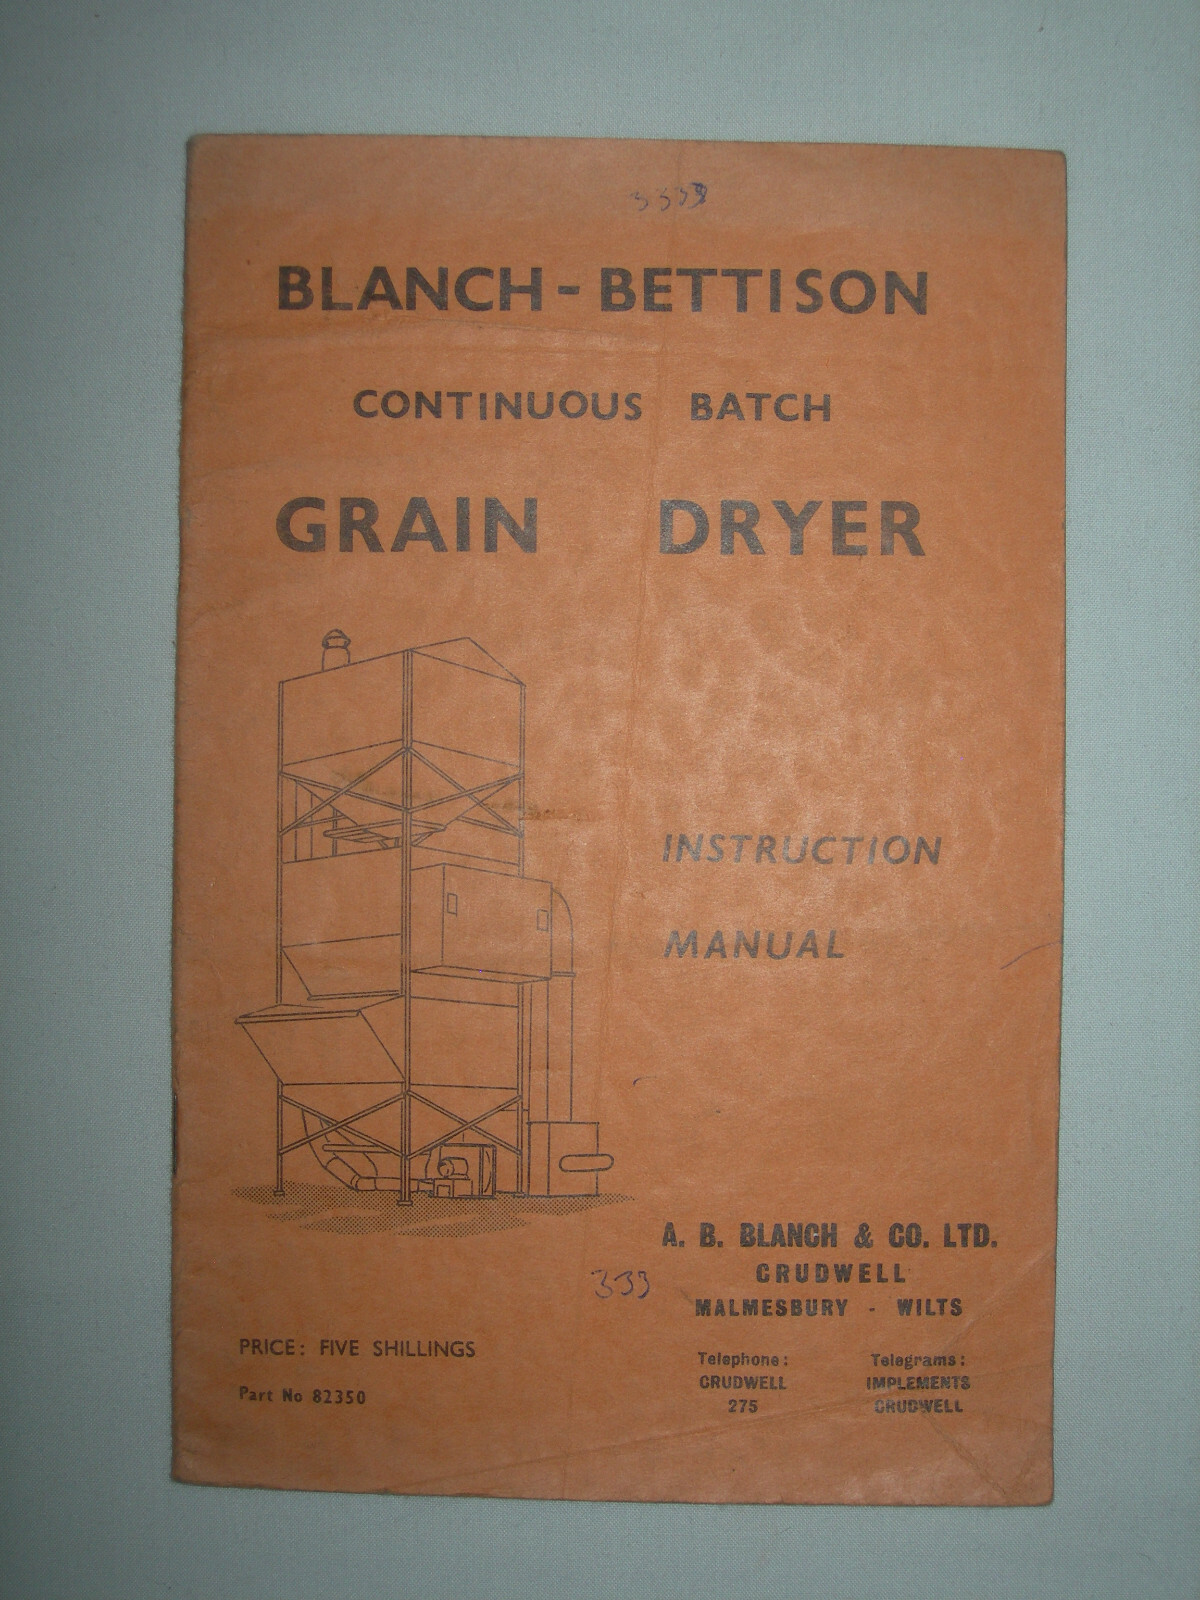 BLANCH - BETTISON
CONTINUOUS BATCH
GRAIN DRYER
INSTRUCTION
MANUAL
A. B. BLANCH & CO. LTD.
CRUDWELL
MALMESBURY - WILTS
333
PRICE: FIVE SHILLINGS
Part No 82350
Telephone:
CRUDWELL
275
Telegrams:
IMPLEMENTS
CRUDWELL